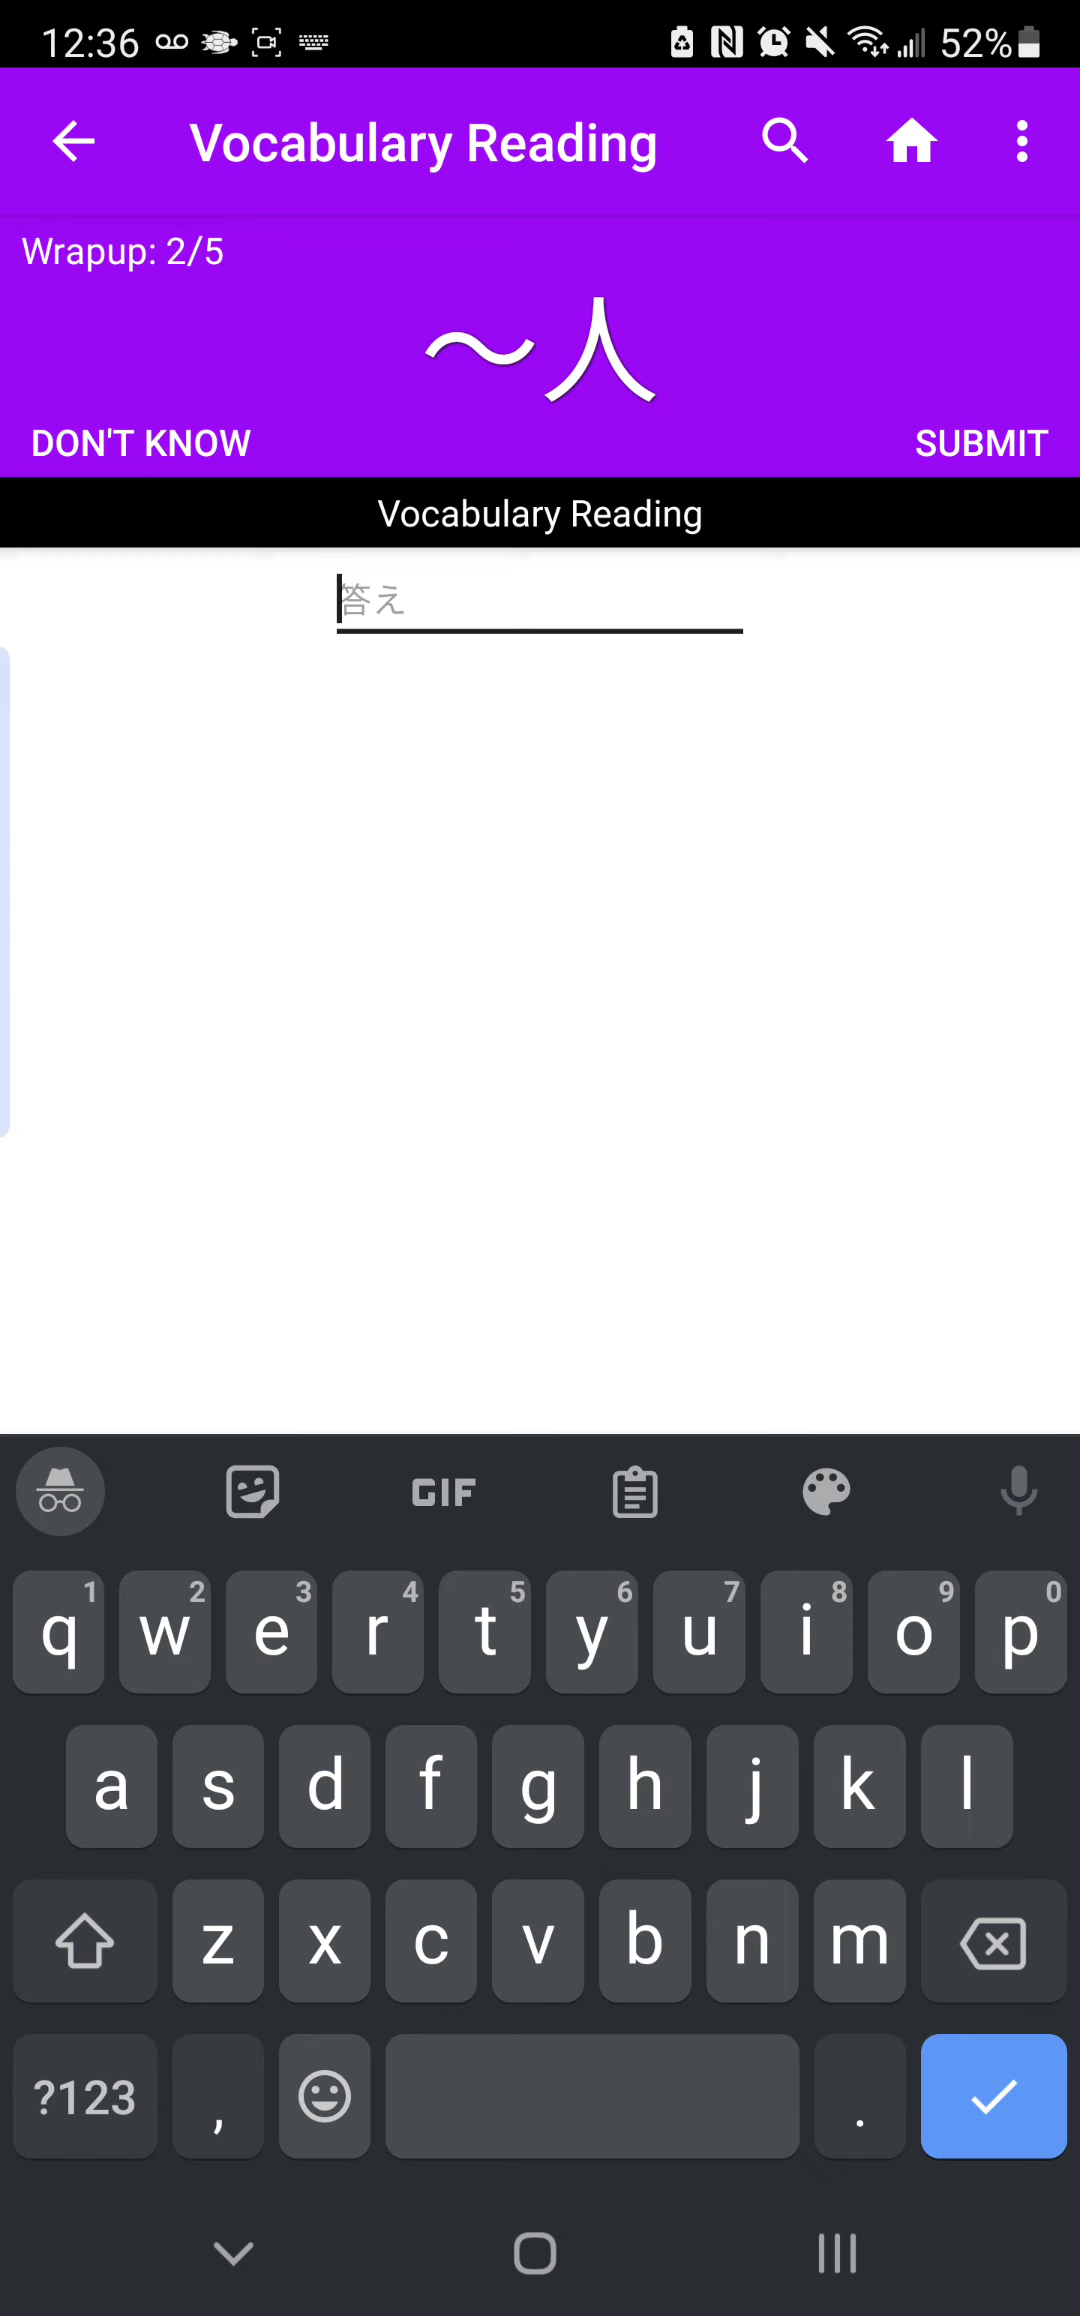 12:36 52%
Vocabulary Reading
Wrapup: 2/5
～人
DON'T KNOW SUBMIT
Vocabulary Reading
答え
GIF
1 2 3 4 5 6 7 8 9 0
q w e r t y u i o p
a s d f g h j k l
z x c v b n m
?123 , .